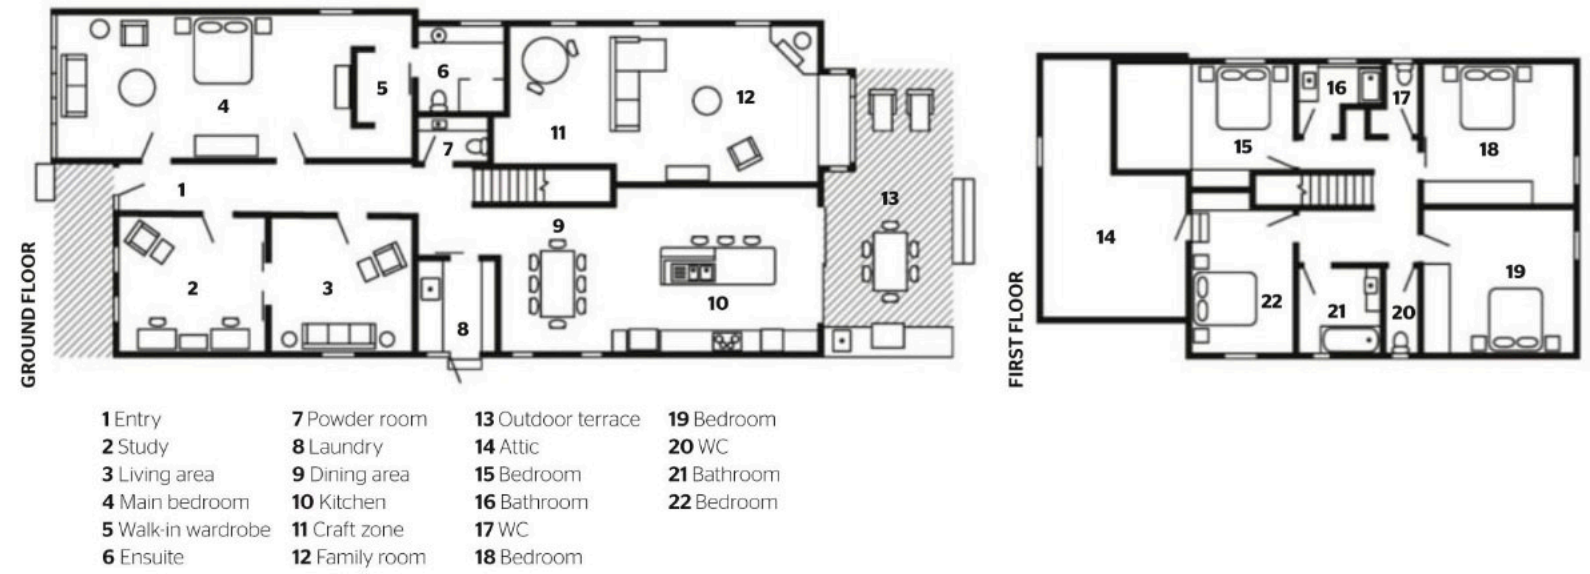 GROUND FLOOR
4
5
6
7
1
2
3
8
9
10
11
12
13
FIRST FLOOR
14
15
16
17
18
19
20
21
22
1 Entry
2 Study
3 Living area
4 Main bedroom
5 Walk-in wardrobe
6 Ensuite
7 Powder room
8 Laundry
9 Dining area
10 Kitchen
11 Craft zone
12 Family room
13 Outdoor terrace
14 Attic
15 Bedroom
16 Bathroom
17 WC
18 Bedroom
19 Bedroom
20 WC
21 Bathroom
22 Bedroom